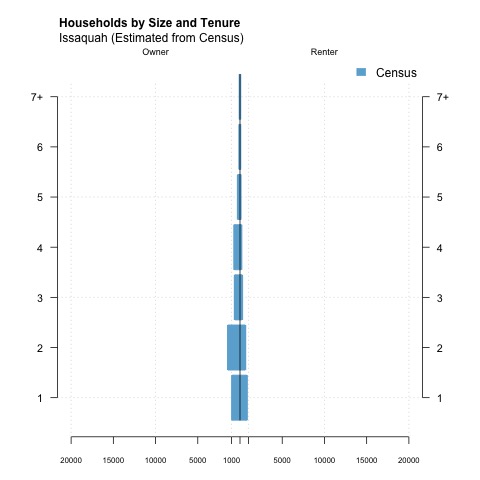 Households by Size and Tenure
Issaquah (Estimated from Census)
Owner Renter
Census
7+ 7+
6 6
5 5
4 4
3 3
2 2
1 1
20000 15000 10000 5000 1000 5000 10000 15000 20000